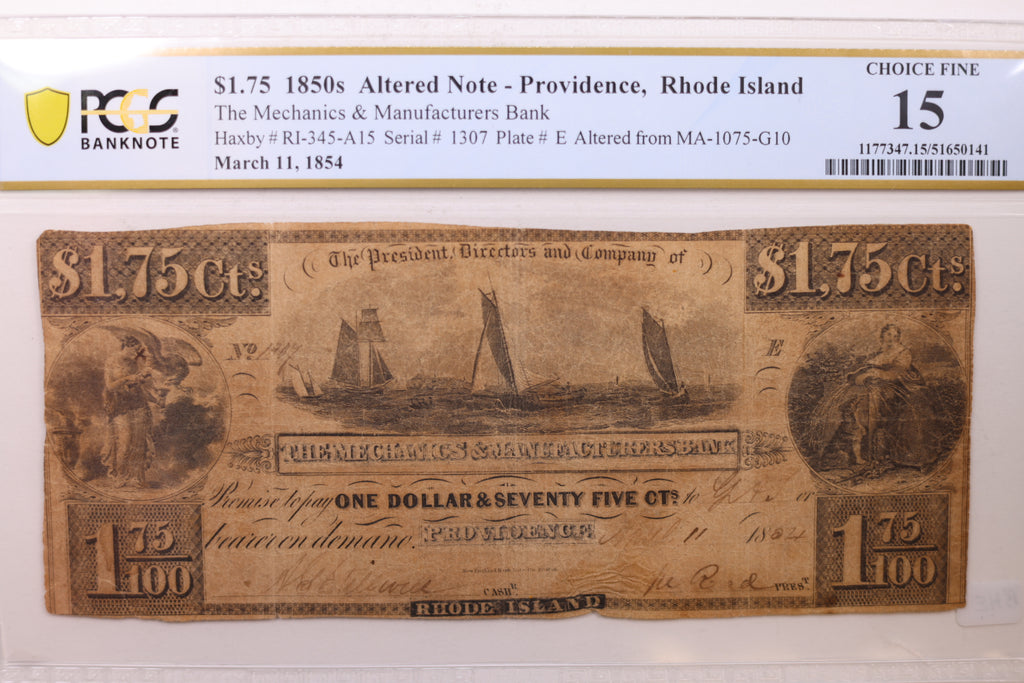 PCGS
BANKNOTE
$1.75 1850s Altered Note - Providence, Rhode Island
The Mechanics & Manufacturers Bank
Haxby # RI-345-A15 Serial # 1307 Plate # E Altered from MA-1075-G10
March 11, 1854
CHOICE FINE
15
1177347.15/51650141
$1,75 Cts.
The President, Directors and Company of
$1,75 Cts.
No 1307
E
THE MECHANICS & MANUFACTURERS BANK
Promise to pay ONE DOLLAR & SEVENTY FIVE CTS to or
bearer on demand. PROVIDENCE 11 1854
1 75/100
1 75/100
CASHR
PREST
RHODE ISLAND